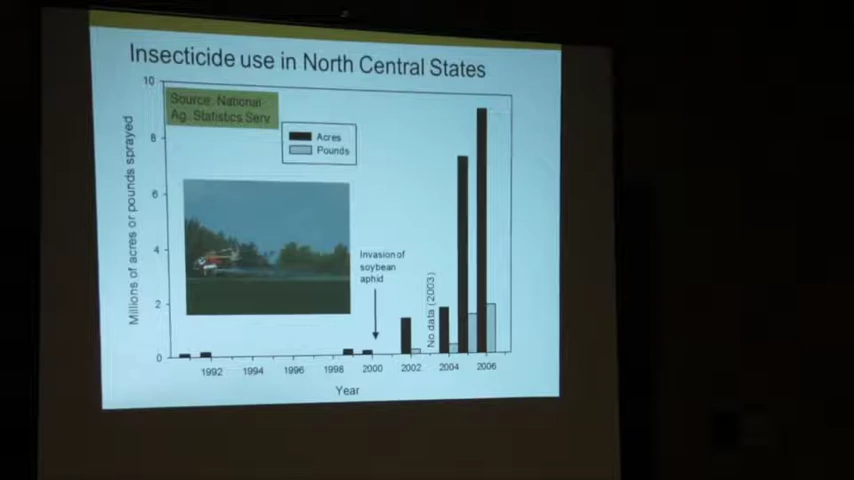 Insecticide use in North Central States
10
8
6
4
2
0
Millions of acres or pounds sprayed
Source: National
Ag. Statistics Serv
Acres
Pounds
Invasion of
soybean
aphid
No data (2003)
1992 1994 1996 1998 2000 2002 2004 2006
Year